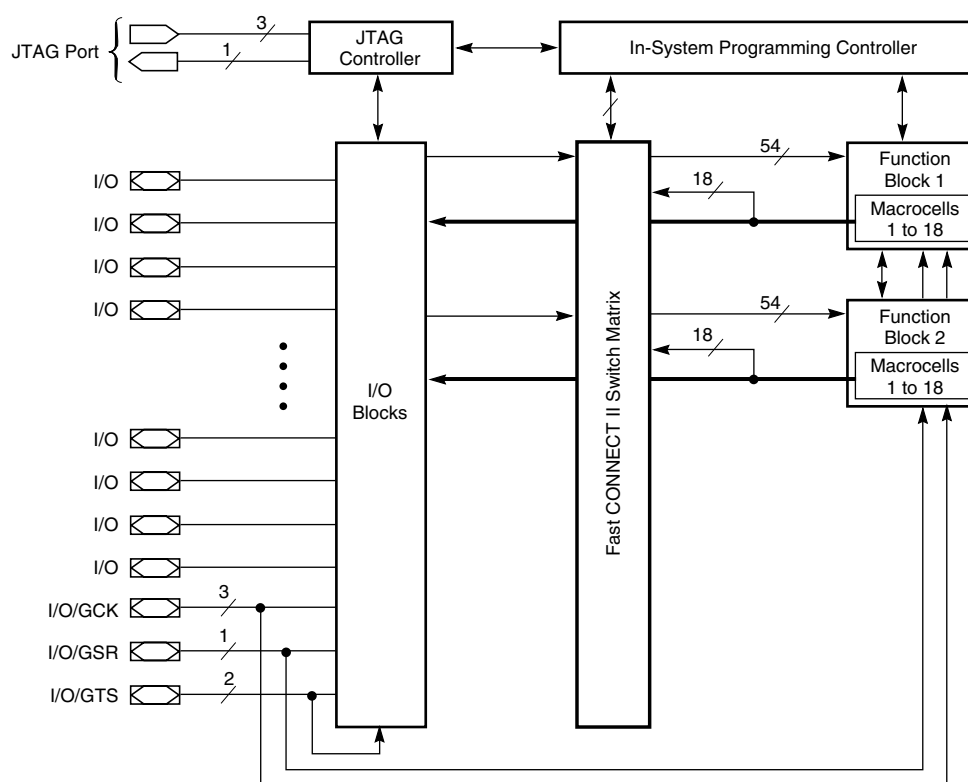 JTAG Port
3
1
JTAG
Controller
In-System Programming Controller
I/O
I/O
I/O
I/O
I/O
I/O
I/O
I/O
I/O/GCK
3
I/O/GSR
1
I/O/GTS
2
I/O
Blocks
Fast CONNECT II Switch Matrix
54
18
Function
Block 1
Macrocells
1 to 18
54
18
Function
Block 2
Macrocells
1 to 18